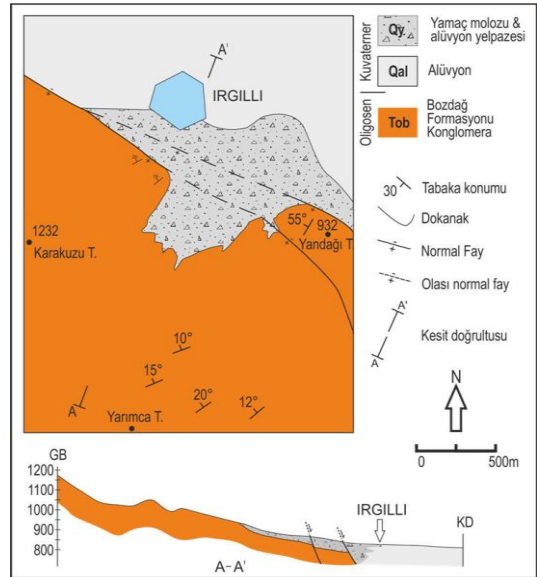 A'
IRGILLI
1232
Karakuzu T.
55°
932
Yandağı T.
10°
15°
20°
12°
A
Yarımca T.
Kuvaterner
Oligosen
Qy
Yamaç molozu &
alüvyon yelpazesi
Qal
Alüvyon
Tob
Bozdağ
Formasyonu
Konglomera
30
Tabaka konumu
Dokanak
Normal Fay
Olası normal fay
A'
A
Kesit doğrultusu
N
0
500m
GB
1200
1100
1000
900
800
IRGILLI
KD
A-A'